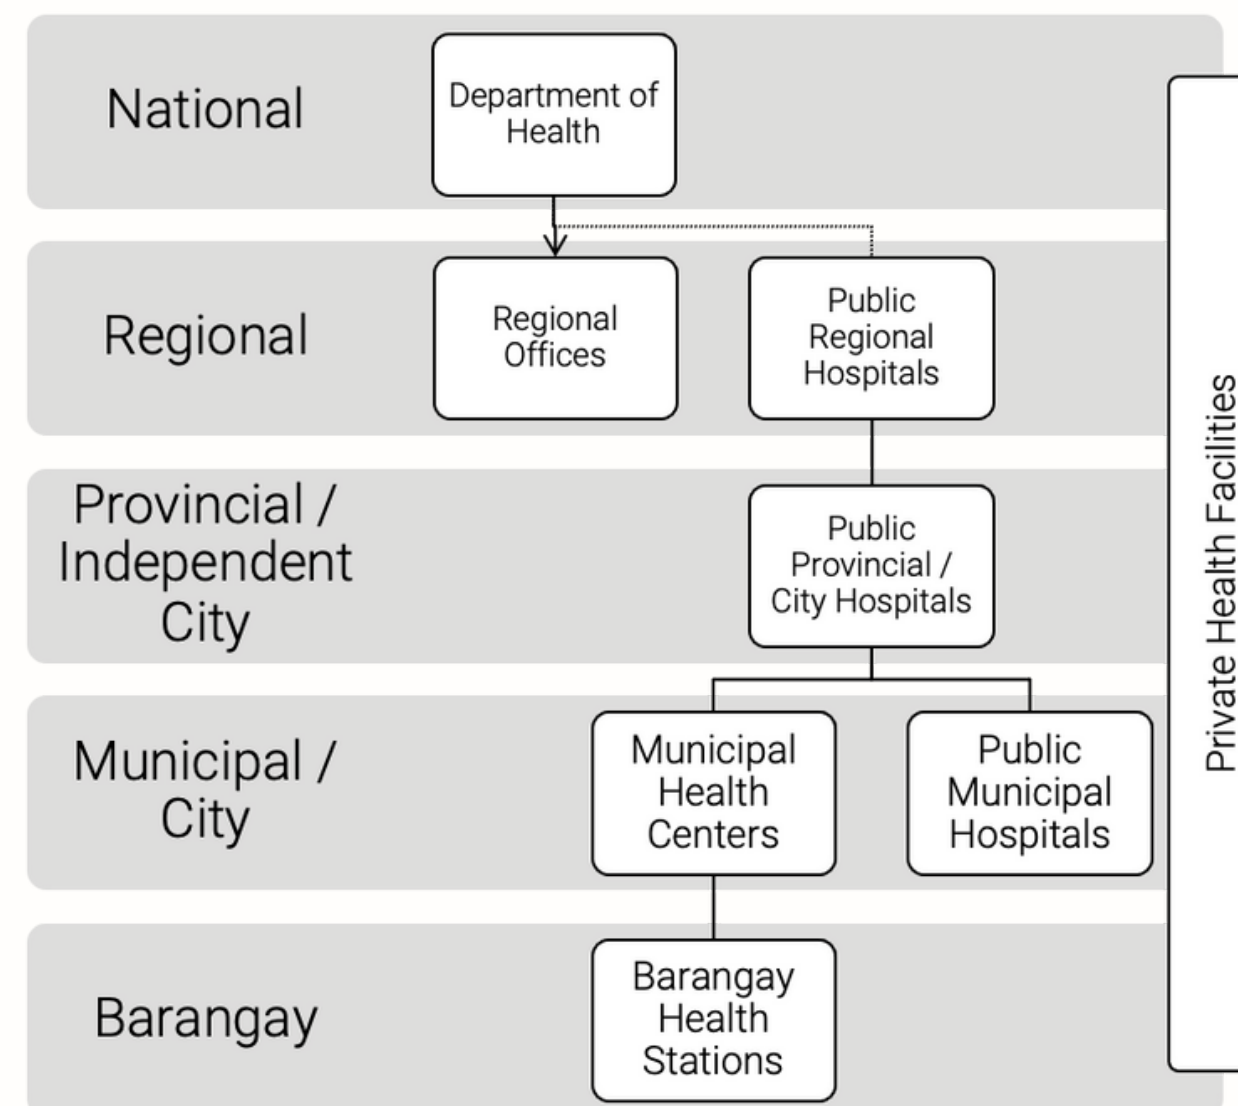 National
Department of
Health
Regional
Regional
Offices
Public
Regional
Hospitals
Provincial /
Independent
City
Public
Provincial /
City Hospitals
Municipal /
City
Municipal
Health
Centers
Public
Municipal
Hospitals
Barangay
Barangay
Health
Stations
Private Health Facilities